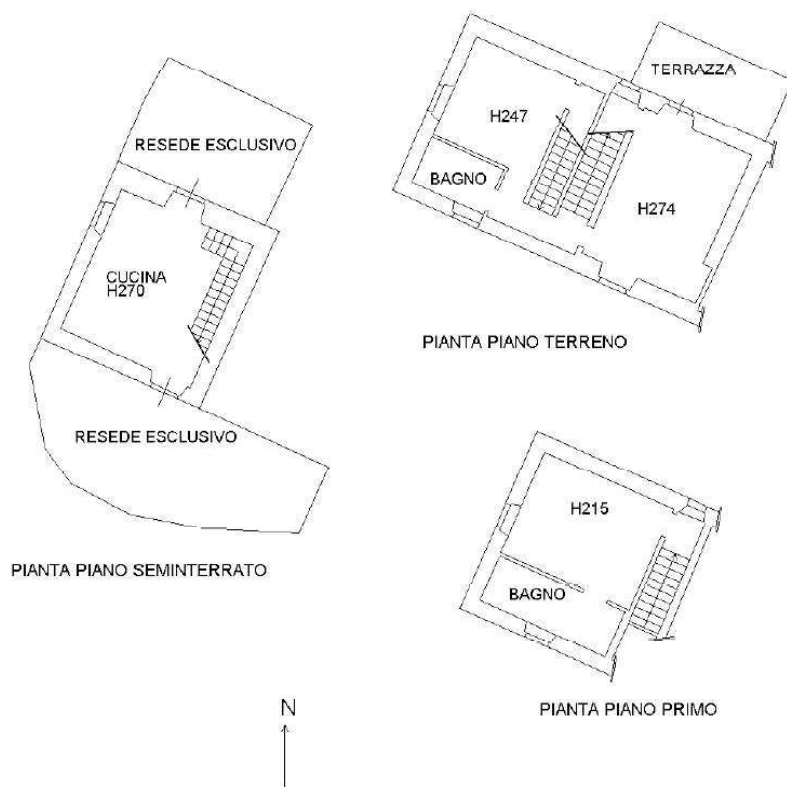 RESEDE ESCLUSIVO
CUCINA
H270
RESEDE ESCLUSIVO
PIANTA PIANO SEMINTERRATO
TERRAZZA
H247
BAGNO
H274
PIANTA PIANO TERRENO
H215
BAGNO
PIANTA PIANO PRIMO
N